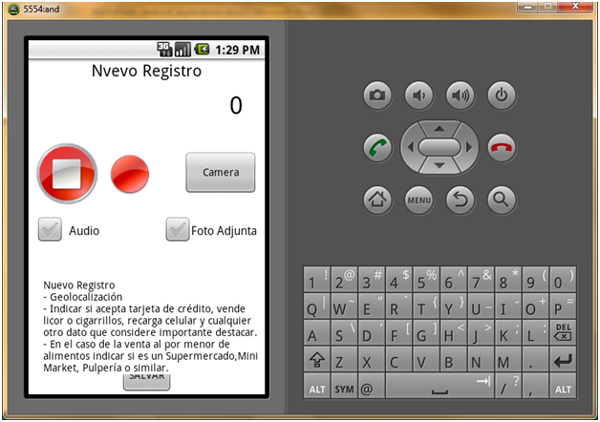 5554:and
3G
1:29 PM
Nvevo Registro
0
Camera
Audio
Foto Adjunta
Nuevo Registro
- Geolocalización
- Indicar si acepta tarjeta de crédito, vende
licor o cigarrillos, recarga celular y cualquier
otro dato que considere importante destacar.
- En el caso de la venta al por menor de
alimentos indicar si es un Supermercado,Mini
Market, Pulpería o similar.
SALVAR
MENU
1 ! 2 @ 3 # 4 $ 5 % 6 ^ 7 & 8 * 9 ( 0 )
Q | W ~ E " R ` T { Y } U _ I - O + P =
A S \ D ' F [ G ] H < J > K ; L : DEL
Z X C V B N M .
ALT SYM @ / ? , ALT